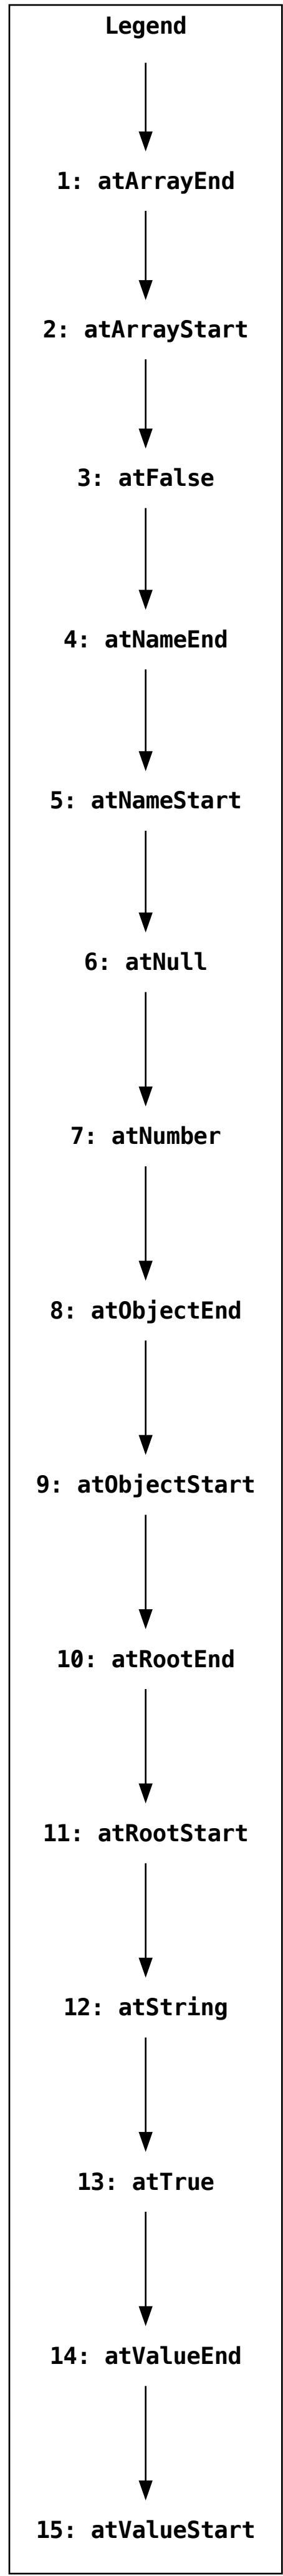 Legend
1: atArrayEnd
2: atArrayStart
3: atFalse
4: atNameEnd
5: atNameStart
6: atNull
7: atNumber
8: atObjectEnd
9: atObjectStart
10: atRootEnd
11: atRootStart
12: atString
13: atTrue
14: atValueEnd
15: atValueStart